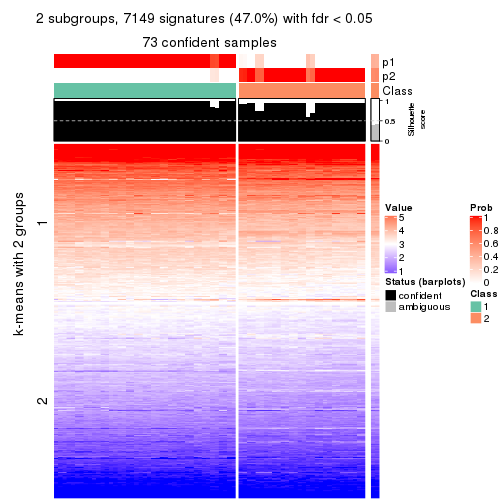 2 subgroups, 7149 signatures (47.0%) with fdr < 0.05
73 confident samples
p1
p2
Class
1
0.5
0
Silhouette
score
k-means with 2 groups
1
2
Value
5
4
3
2
1
Status (barplots)
confident
ambiguous
Prob
1
0.8
0.6
0.4
0.2
0
Class
1
2